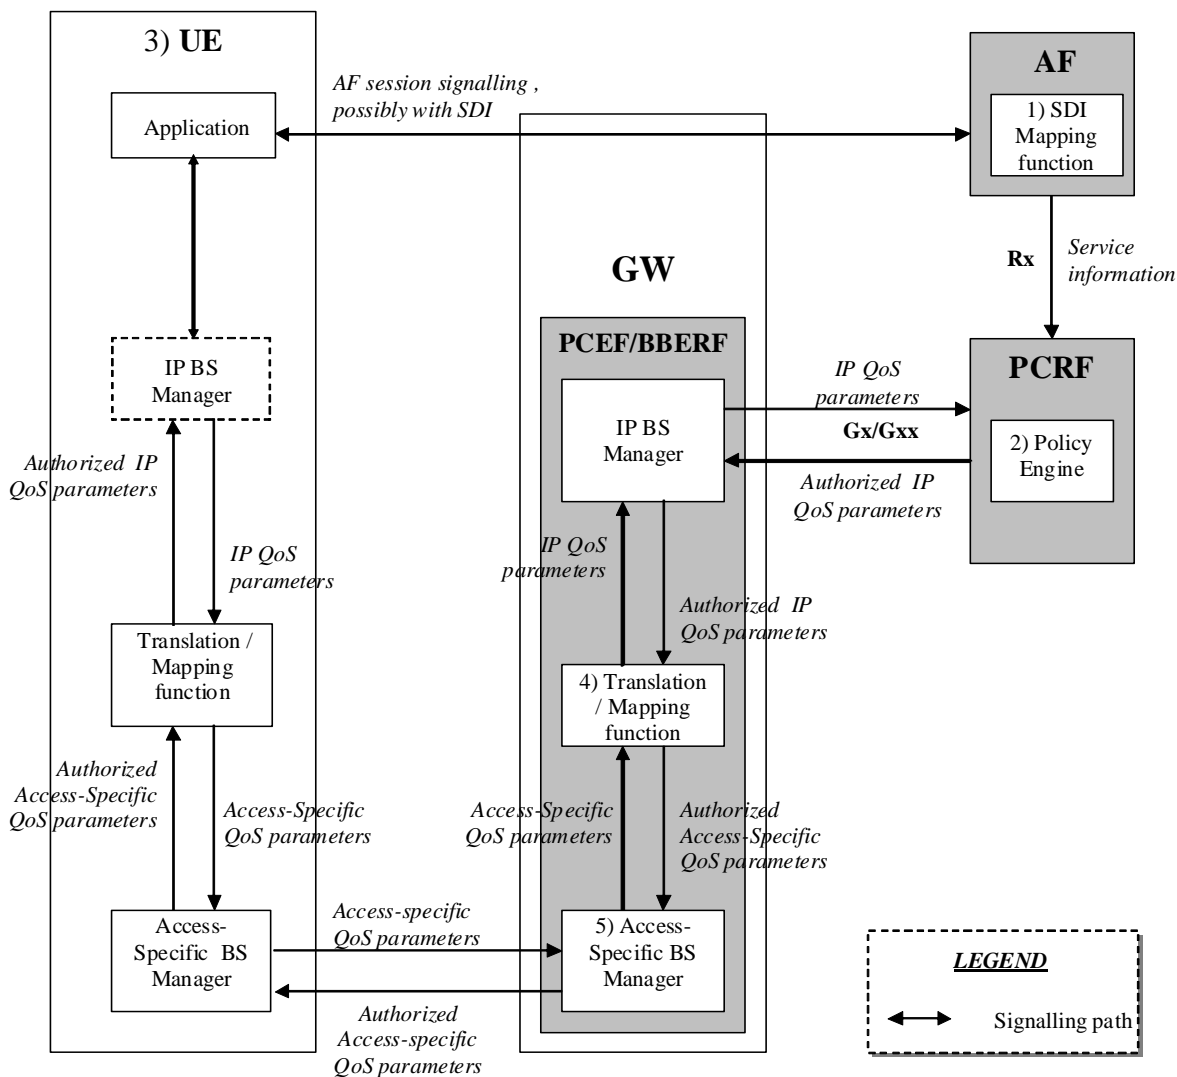 3) UE
Application
IP BS
Manager
Authorized IP
QoS parameters
IP QoS
parameters
Translation /
Mapping
function
Authorized
Access-Specific
QoS parameters
Access-Specific
QoS parameters
Access-
Specific BS
Manager
AF session signalling ,
possibly with SDI
Access-specific
QoS parameters
Authorized
Access-specific
QoS parameters
GW
PCEF/BBERF
IP BS
Manager
IP QoS
parameters
Authorized IP
QoS parameters
4) Translation
/ Mapping
function
Access-Specific
QoS parameters
Authorized
Access-Specific
QoS parameters
5) Access-
Specific BS
Manager
AF
1) SDI
Mapping
function
Rx
Service
information
IP QoS
parameters
Gx/Gxx
Authorized IP
QoS parameters
PCRF
2) Policy
Engine
LEGEND
Signalling path